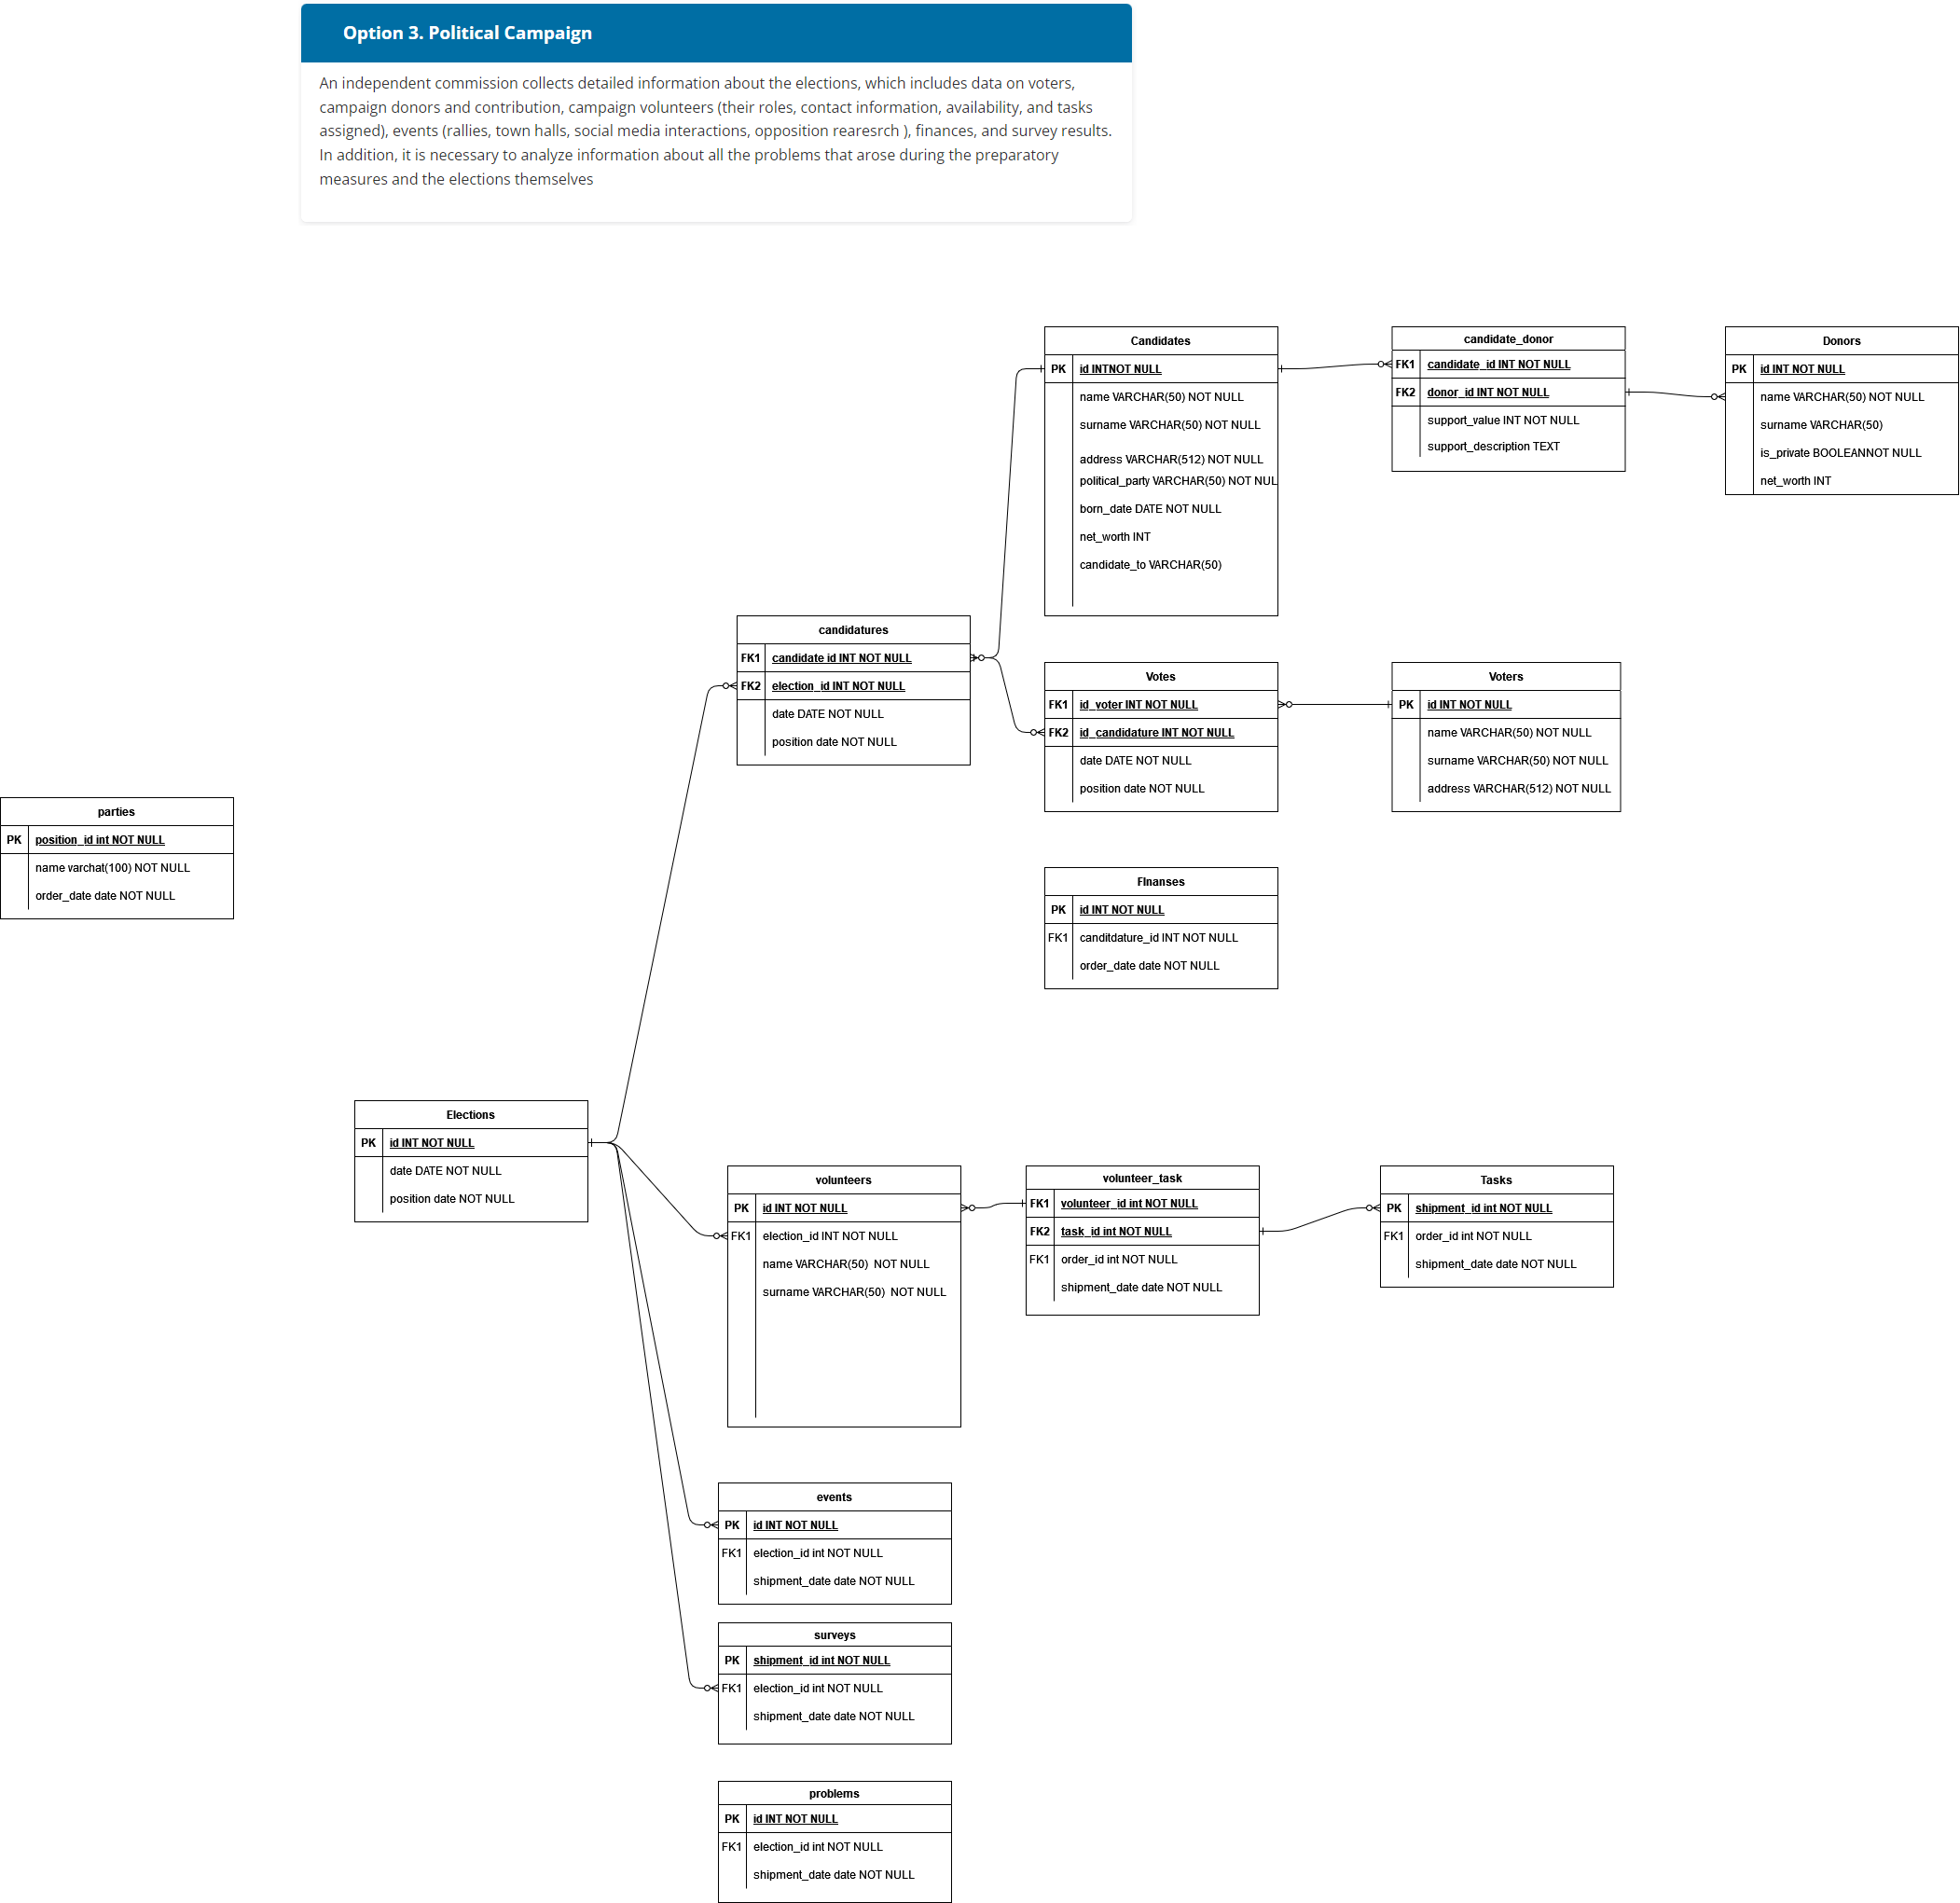 Option 3. Political Campaign
An independent commission collects detailed information about the elections, which includes data on voters,
campaign donors and contribution, campaign volunteers (their roles, contact information, availability, and tasks
assigned), events (rallies, town halls, social media interactions, opposition rearesrch ), finances, and survey results.
In addition, it is necessary to analyze information about all the problems that arose during the preparatory
measures and the elections themselves
Candidates
PK id INTNOT NULL
name VARCHAR(50) NOT NULL
surname VARCHAR(50) NOT NULL
address VARCHAR(512) NOT NULL
political_party VARCHAR(50) NOT NUL
born_date DATE NOT NULL
net_worth INT
candidate_to VARCHAR(50)
candidate_donor
FK1 candidate_id INT NOT NULL
FK2 donor_id INT NOT NULL
support_value INT NOT NULL
support_description TEXT
Donors
PK id INT NOT NULL
name VARCHAR(50) NOT NULL
surname VARCHAR(50)
is_private BOOLEANNOT NULL
net_worth INT
candidatures
FK1 candidate id INT NOT NULL
FK2 election_id INT NOT NULL
date DATE NOT NULL
position date NOT NULL
Votes
FK1 id_voter INT NOT NULL
FK2 id_candidature INT NOT NULL
date DATE NOT NULL
position date NOT NULL
Voters
PK id INT NOT NULL
name VARCHAR(50) NOT NULL
surname VARCHAR(50) NOT NULL
address VARCHAR(512) NOT NULL
parties
PK position_id int NOT NULL
name varchat(100) NOT NULL
order_date date NOT NULL
FInanses
PK id INT NOT NULL
FK1 canditdature_id INT NOT NULL
order_date date NOT NULL
Elections
PK id INT NOT NULL
date DATE NOT NULL
position date NOT NULL
volunteers
PK id INT NOT NULL
FK1 election_id INT NOT NULL
name VARCHAR(50) NOT NULL
surname VARCHAR(50) NOT NULL
volunteer_task
FK1 volunteer_id int NOT NULL
FK2 task_id int NOT NULL
FK1 order_id int NOT NULL
shipment_date date NOT NULL
Tasks
PK shipment_id int NOT NULL
FK1 order_id int NOT NULL
shipment_date date NOT NULL
events
PK id INT NOT NULL
FK1 election_id int NOT NULL
shipment_date date NOT NULL
surveys
PK shipment_id int NOT NULL
FK1 election_id int NOT NULL
shipment_date date NOT NULL
problems
PK id INT NOT NULL
FK1 election_id int NOT NULL
shipment_date date NOT NULL